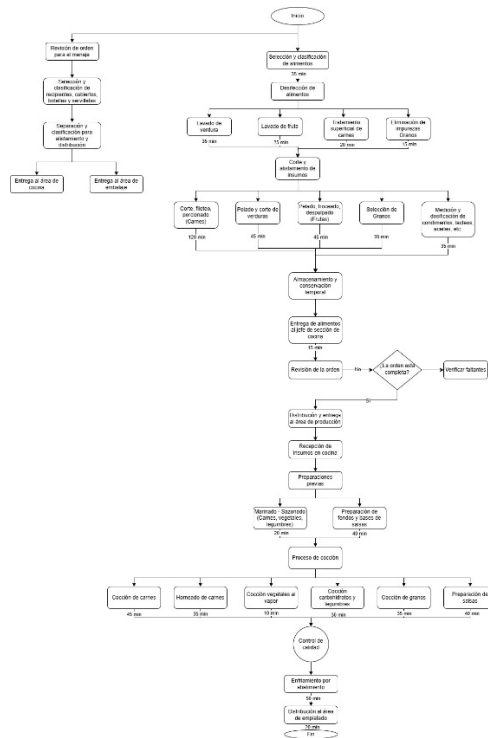 Inicio
Revisión de orden
para el menaje
Selección y
clasificación de
recipientes, cubiertos,
botellas y servilletas
Separación y
clasificación para
alistamiento y
distribución
Entrega al área de
cocina
Entrega al área de
embalaje
Selección y clasificación
de alimentos
35 min
Desinfección de
alimentos
Lavado de
verdura
35 min
Lavado de fruta
25 min
Tratamiento
superficial de
carnes
20 min
Eliminación de
impurezas
Granos
15 min
Corte y
alistamiento de
insumos
Corte, fileteo,
porcionado
(Carnes)
120 min
Pelado y corte de
verduras
45 min
Pelado, troceado,
despulpado
(Frutas)
40 min
Selección de
Granos
35 min
Medición y
dosificación de
condimentos, lácteos
aceites, etc
35 min
Almacenamiento y
conservación
temporal
Entrega de alimentos
al jefe de sección de
cocina
15 min
Revisión de la orden
No
¿La orden está
completa?
Verificar faltantes
Si
Distribución y entrega
al área de producción
Recepción de
insumos en cocina
Preparaciones
previas
Marinado - Sazonado
(Carnes, vegetales,
legumbres)
20 min
Preparación de
fondos y bases de
salsas
40 min
Proceso de cocción
Cocción de carnes
45 min
Horneado de carnes
55 min
Cocción vegetales al
vapor
Cocción
carbohidratos y
legumbres
30 min
Cocción de granos
35 min
Preparación de
salsas
40 min
Control de
calidad
Enfriamiento por
abatimiento
Distribución al área
de emplatado
20 min
Fin